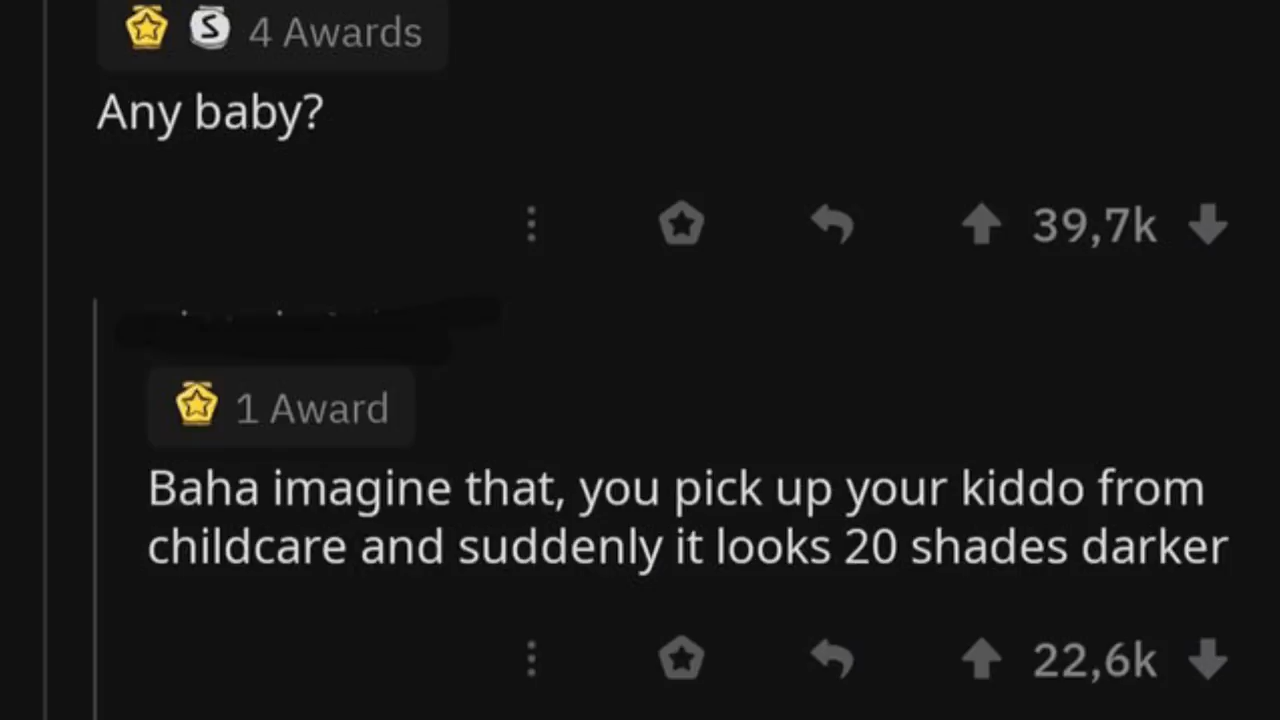 4 Awards
Any baby?
39,7k
1 Award
Baha imagine that, you pick up your kiddo from
childcare and suddenly it looks 20 shades darker
22,6k